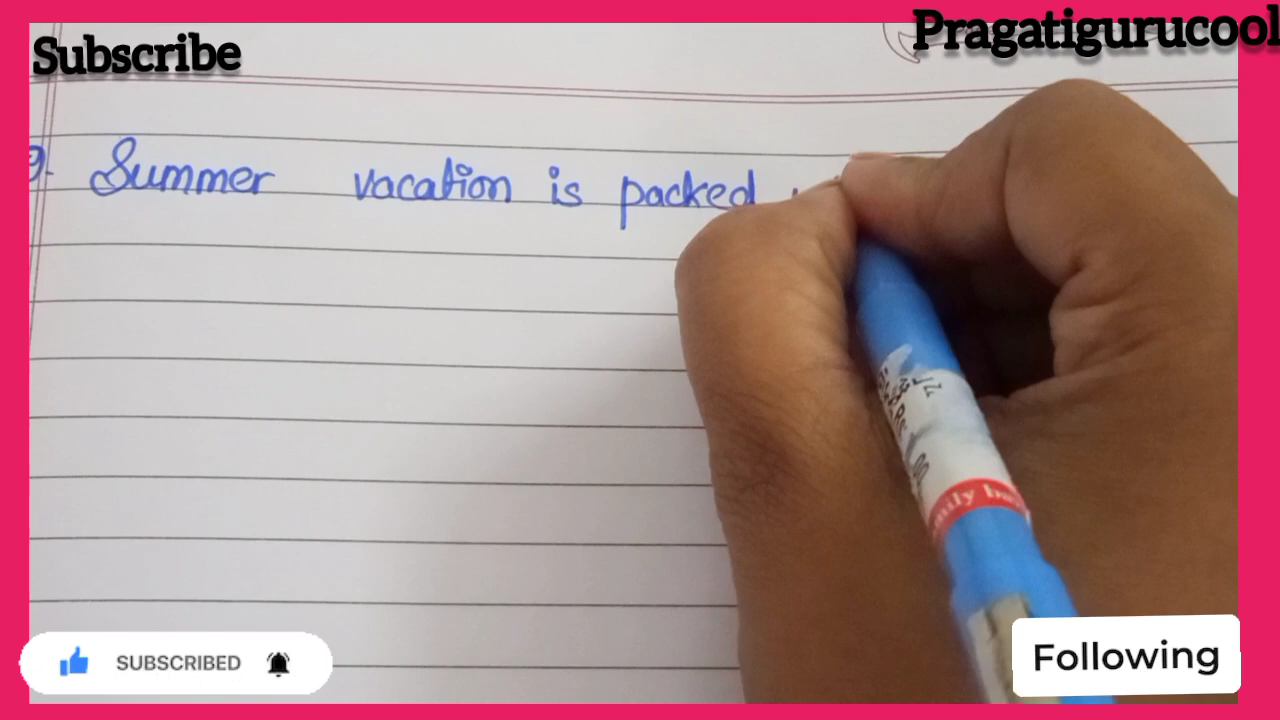 Subscribe
Pragatigurucool
9. Summer vacation is packed
SUBSCRIBED
Following